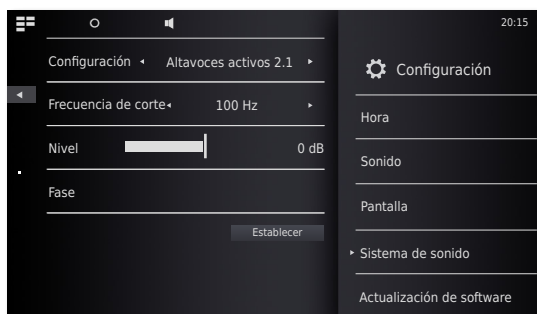 20:15
Configuración Altavoces activos 2.1
Frecuencia de corte 100 Hz
Nivel 0 dB
Fase
Establecer
Configuración
Hora
Sonido
Pantalla
Sistema de sonido
Actualización de software